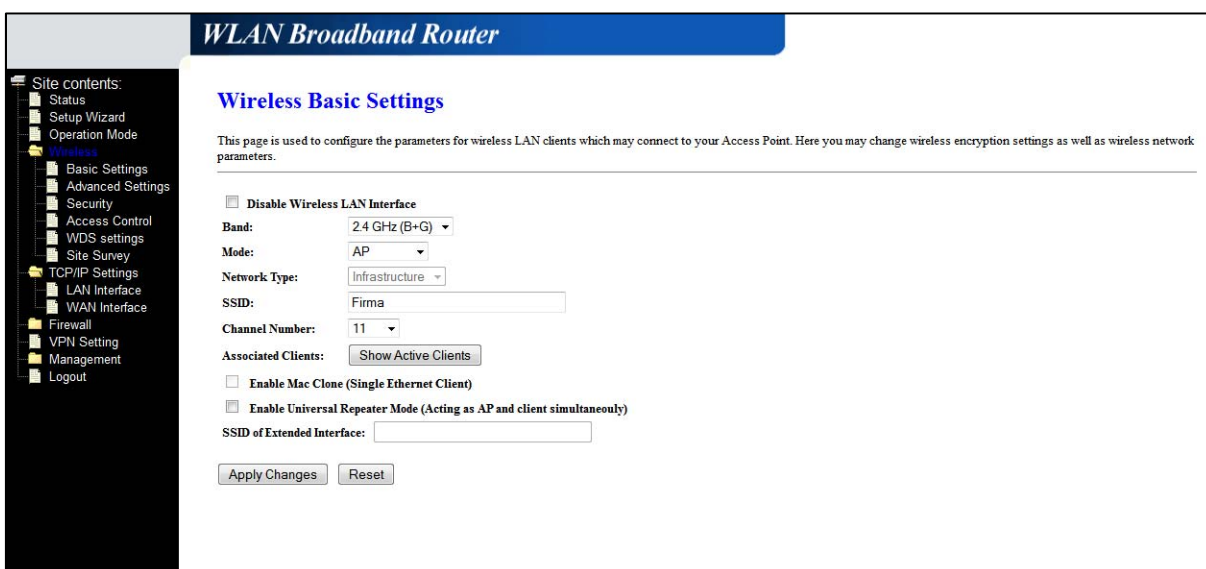 WLAN Broadband Router
Site contents:
Status
Setup Wizard
Operation Mode
Wireless
Basic Settings
Advanced Settings
Security
Access Control
WDS settings
Site Survey
TCP/IP Settings
LAN Interface
WAN Interface
Firewall
VPN Setting
Management
Logout
Wireless Basic Settings
This page is used to configure the parameters for wireless LAN clients which may connect to your Access Point. Here you may change wireless encryption settings as well as wireless network
parameters.
Disable Wireless LAN Interface
Band: 2.4 GHz (B+G)
Mode: AP
Network Type: Infrastructure
SSID: Firma
Channel Number: 11
Associated Clients: Show Active Clients
Enable Mac Clone (Single Ethernet Client)
Enable Universal Repeater Mode (Acting as AP and client simultaneouly)
SSID of Extended Interface:
Apply Changes Reset